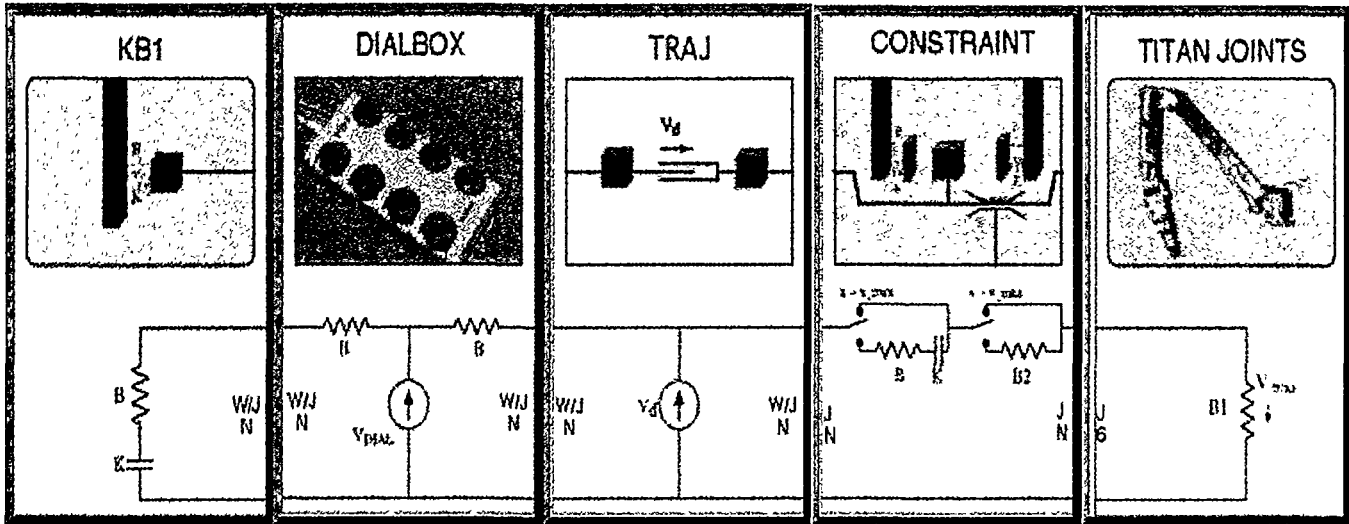 KB1
B
K
B
K
W/J
N
DIALBOX
B
B
W/J
N
V_DIAL
W/J
N
TRAJ
V_d
W/J
N
V_d
W/J
N
CONSTRAINT
B
K
B2
J
N
J
N
TITAN JOINTS
J
6
B1